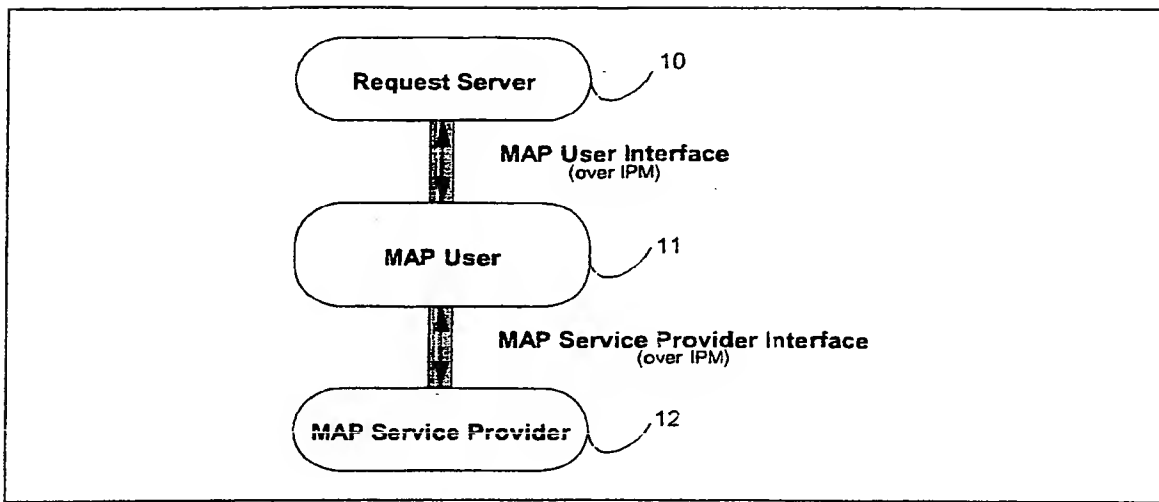 Request Server
10
MAP User Interface
(over IPM)
MAP User
11
MAP Service Provider Interface
(over IPM)
MAP Service Provider
12